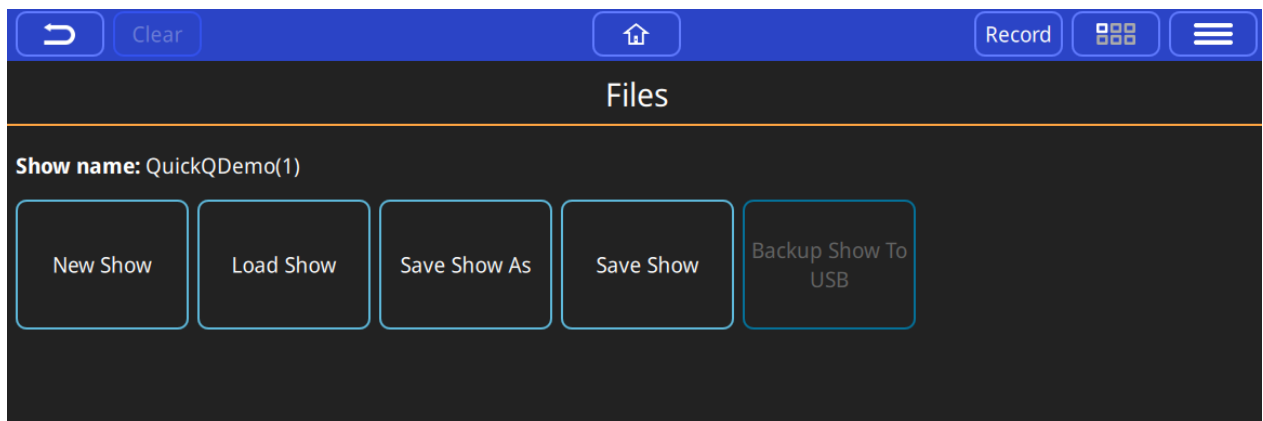 Clear
Record
Files
Show name: QuickQDemo(1)
New Show
Load Show
Save Show As
Save Show
Backup Show To
USB